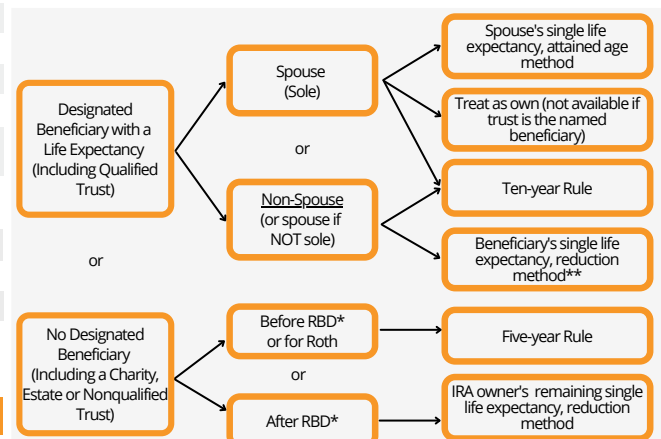 Designated
Beneficiary with a
Life Expectancy
(Including Qualified
Trust)
or
No Designated
Beneficiary
(Including a Charity,
Estate or Nonqualified
Trust)
Spouse
(Sole)
or
Non-Spouse
(or spouse if
NOT sole)
Before RBD*
or for Roth
or
After RBD*
Spouse's single life
expectancy, attained age
method
Treat as own (not available if
trust is the named
beneficiary)
Ten-year Rule
Beneficiary's single life
expectancy, reduction
method**
Five-year Rule
IRA owner's remaining single
life expectancy, reduction
method